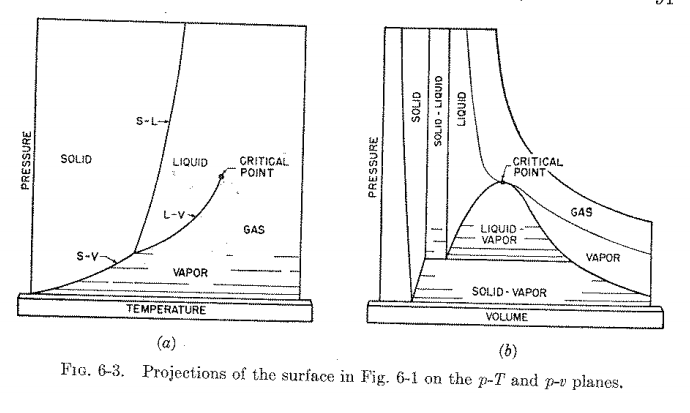 PRESSURE
SOLID
S-L
LIQUID
CRITICAL
POINT
L-V
GAS
S-V
VAPOR
TEMPERATURE
(a)
PRESSURE
SOLID
SOLID-LIQUID
LIQUID
CRITICAL
POINT
GAS
LIQUID
VAPOR
VAPOR
SOLID-VAPOR
VOLUME
(b)
FIG. 6-3. Projections of the surface in Fig. 6-1 on the p-T and p-v planes.